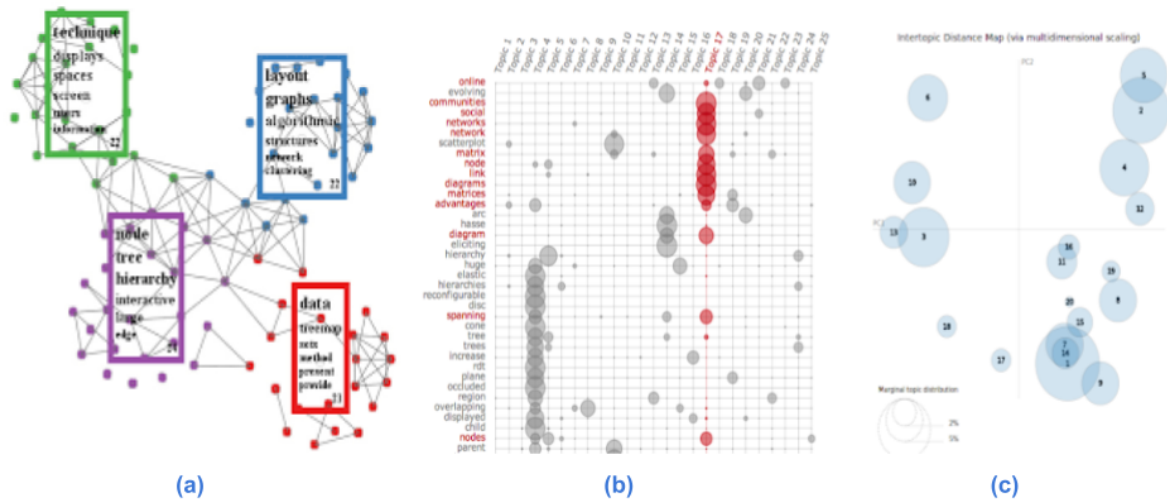 technique
displays
spaces
screen
users
information
22
layout
graphs
algorithmic
structures
network
clustering
22
node
tree
hierarchy
interactive
large
edge
24
data
treemap
sets
method
present
provide
23
(a)
Topic 1
Topic 2
Topic 3
Topic 4
Topic 5
Topic 6
Topic 7
Topic 8
Topic 9
Topic 10
Topic 11
Topic 12
Topic 13
Topic 14
Topic 15
Topic 16
Topic 17
Topic 18
Topic 19
Topic 20
Topic 21
Topic 22
Topic 23
Topic 24
Topic 25
online
evolving
communities
social
networks
network
scatterplot
matrix
node
link
diagrams
matrices
advantages
arc
hasse
diagram
eliciting
hierarchy
huge
elastic
hierarchies
reconfigurable
disc
spanning
cone
tree
trees
increase
rdt
plane
occluded
region
overlapping
displayed
child
nodes
parent
(b)
Intertopic Distance Map (via multidimensional scaling)
PC2
5
6
2
4
10
12
PC1
13
3
16
11
19
20
8
15
18
7
14
17
1
9
Marginal topic distribution
2%
5%
(c)